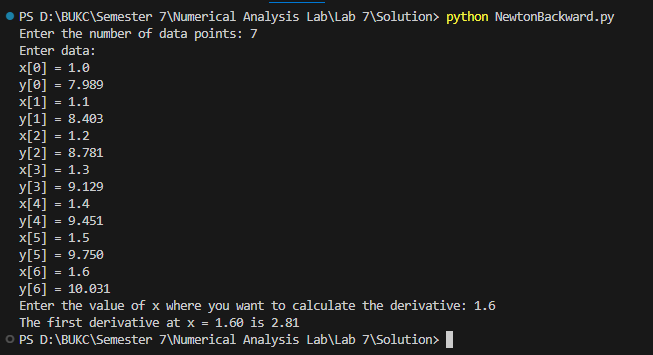 PS D:\BUKC\Semester 7\Numerical Analysis Lab\Lab 7\Solution> python NewtonBackward.py
Enter the number of data points: 7
Enter data:
x[0] = 1.0
y[0] = 7.989
x[1] = 1.1
y[1] = 8.403
x[2] = 1.2
y[2] = 8.781
x[3] = 1.3
y[3] = 9.129
x[4] = 1.4
y[4] = 9.451
x[5] = 1.5
y[5] = 9.750
x[6] = 1.6
y[6] = 10.031
Enter the value of x where you want to calculate the derivative: 1.6
The first derivative at x = 1.60 is 2.81
PS D:\BUKC\Semester 7\Numerical Analysis Lab\Lab 7\Solution>